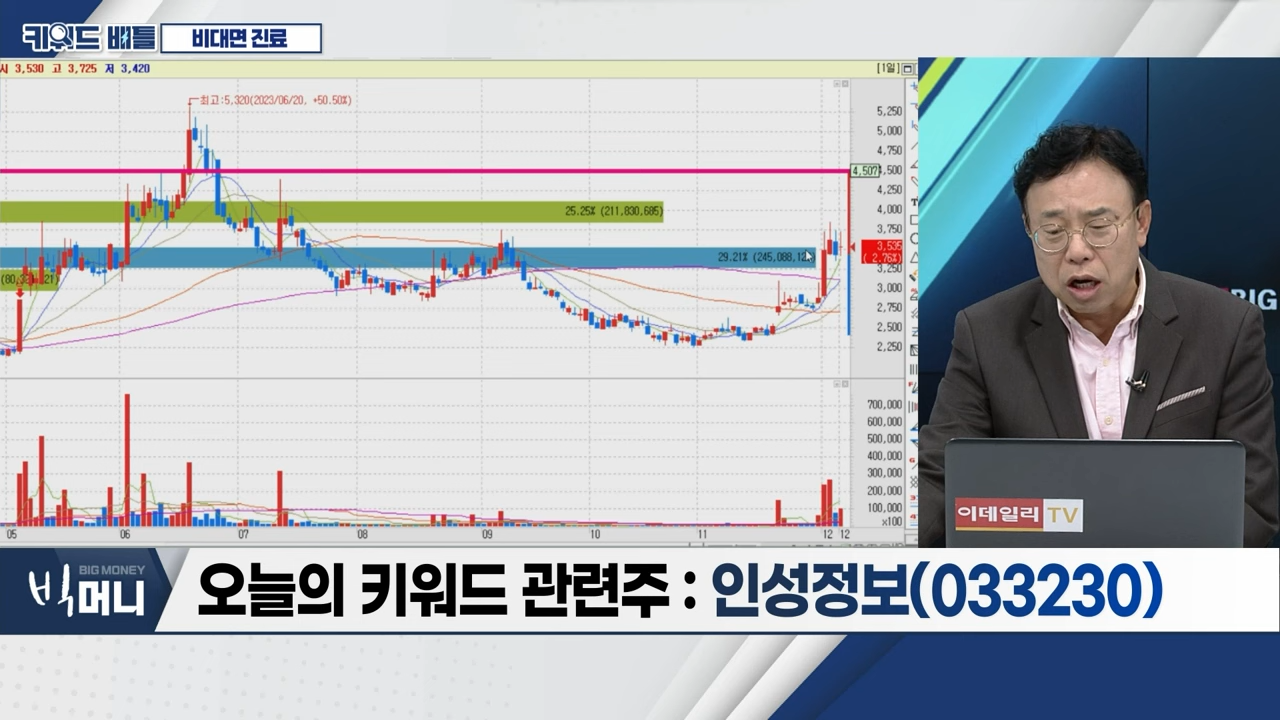 키워드 배틀 비대면 진료
시 3,530 고 3,725 저 3,420 [1일]
최고:5,320(2023/06/20, +50.50%)
5,250
5,000
4,750
4,507
4,500
4,250
25.25% (211,830,685)
4,000
3,750
3,535
( 2.76%)
29.21% (245,088,12
3,250
3,000
2,750
2,500
2,250
700,000
600,000
500,000
400,000
300,000
200,000
100,000
x100
05 06 07 08 09 10 11 12 12
BIG
이데일리 TV
BIG MONEY
빅머니
오늘의 키워드 관련주 : 인성정보(033230)